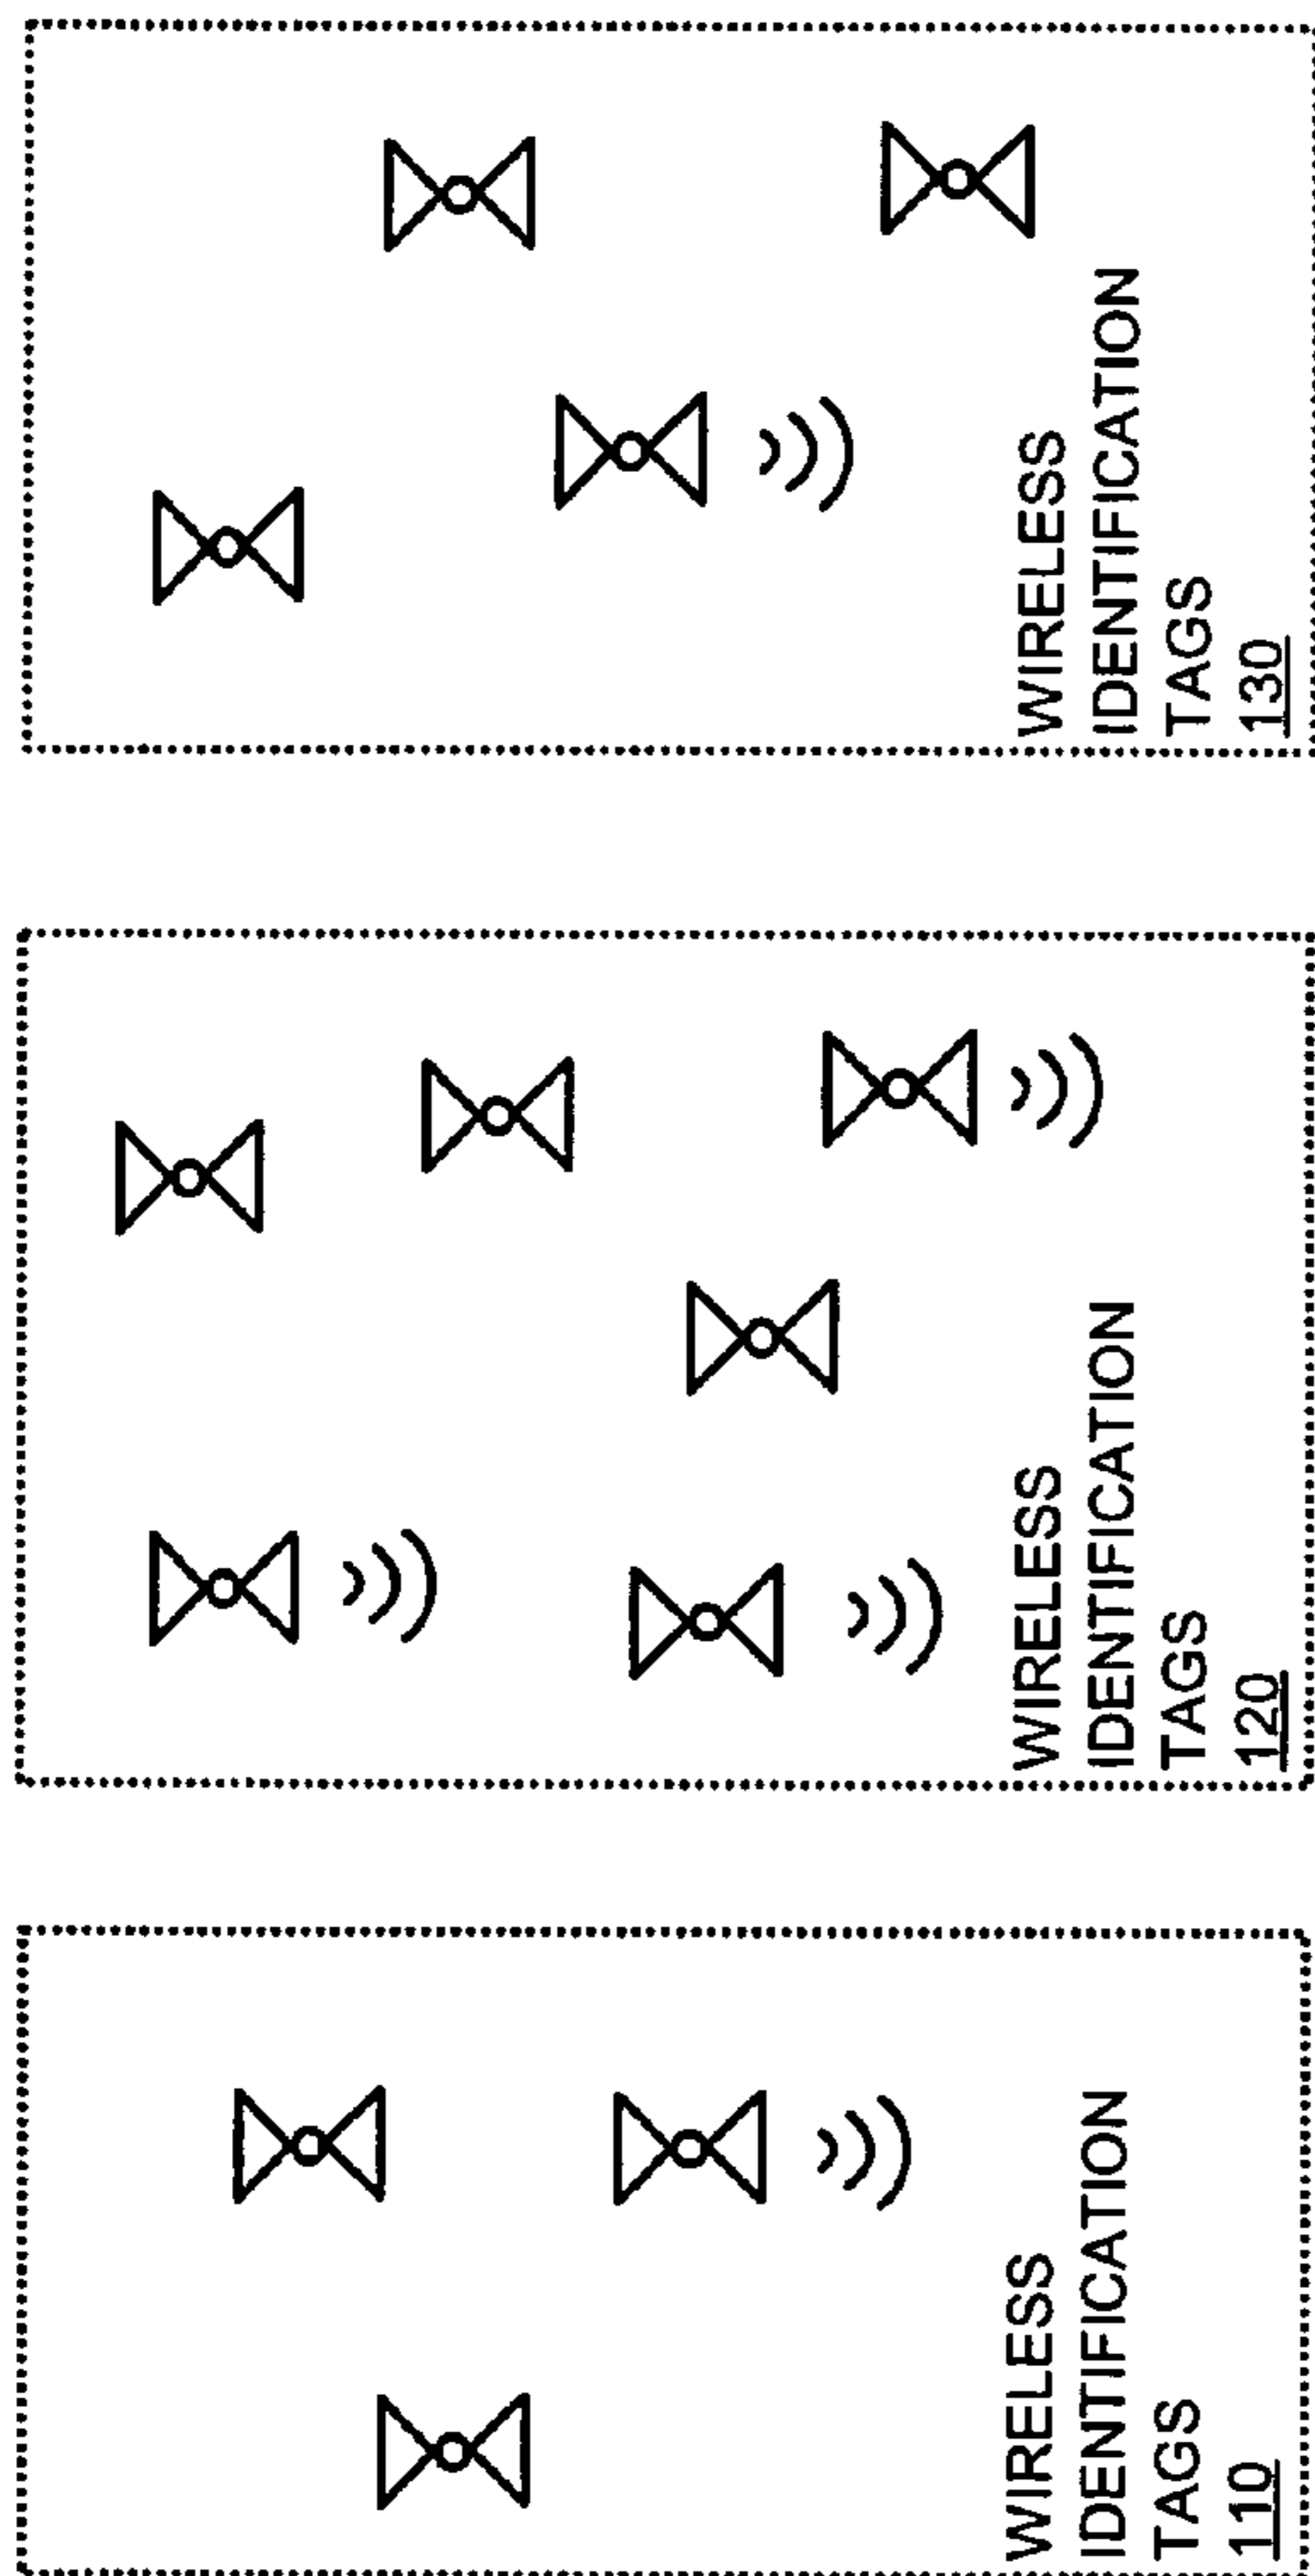 WIRELESS
IDENTIFICATION
TAGS
110
WIRELESS
IDENTIFICATION
TAGS
120
WIRELESS
IDENTIFICATION
TAGS
130